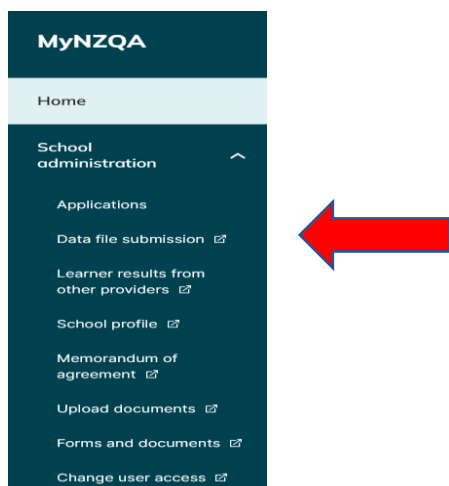 MyNZQA
Home
School
administration
Applications
Data file submission
Learner results from
other providers
School profile
Memorandum of
agreement
Upload documents
Forms and documents
Change user access